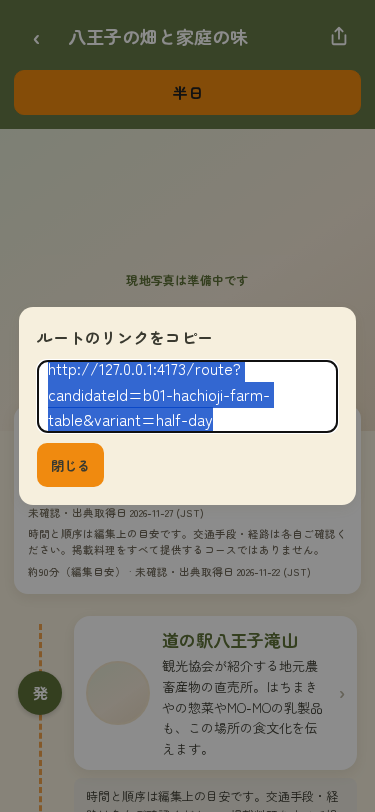 八王子の畑と家庭の味
半日
現地写真は準備中です
ルートのリンクをコピー
http://127.0.0.1:4173/route?
candidateId=b01-hachioji-farm-
table&variant=half-day
閉じる
未確認・出典取得日 2026-11-27 (JST)
時間と順序は編集上の目安です。交通手段・経路は各自ご確認く
ださい。掲載料理をすべて提供するコースではありません。
約90分（編集目安）・未確認・出典取得日 2026-11-22 (JST)
発
道の駅八王子滝山
観光協会が紹介する地元農
畜産物の直売所。はちまき
やの惣菜やMO-MOの乳製品
も、この場所の食文化を伝
えます。
時間と順序は編集上の目安です。交通手段・経